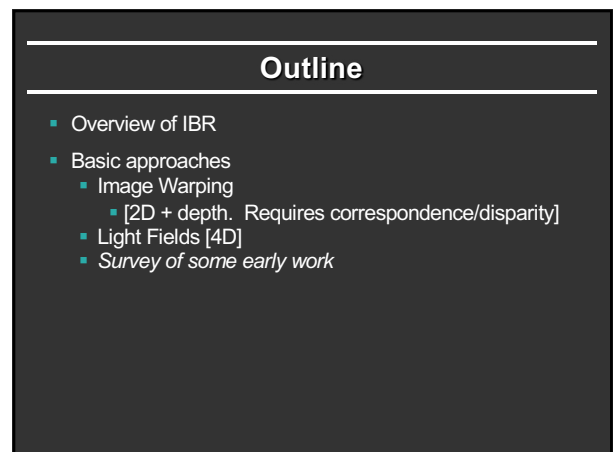 Outline
Overview of IBR
Basic approaches
Image Warping
[2D + depth. Requires correspondence/disparity]
Light Fields [4D]
Survey of some early work